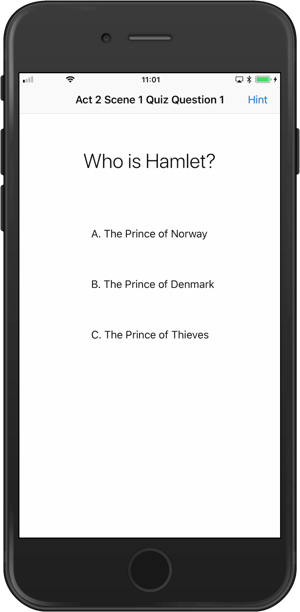 11:01
Act 2 Scene 1 Quiz Question 1 Hint
Who is Hamlet?
A. The Prince of Norway
B. The Prince of Denmark
C. The Prince of Thieves